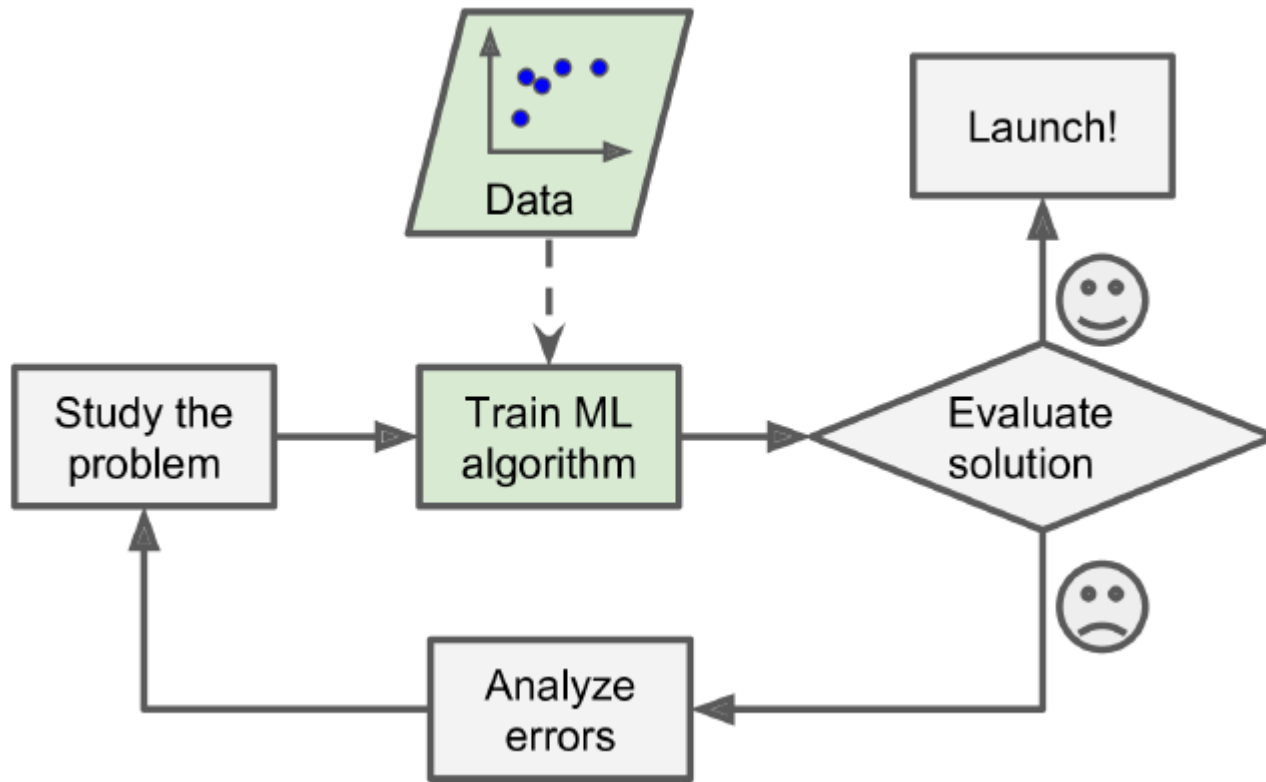 Data
Launch!
Study the
problem
Train ML
algorithm
Evaluate
solution
Analyze
errors